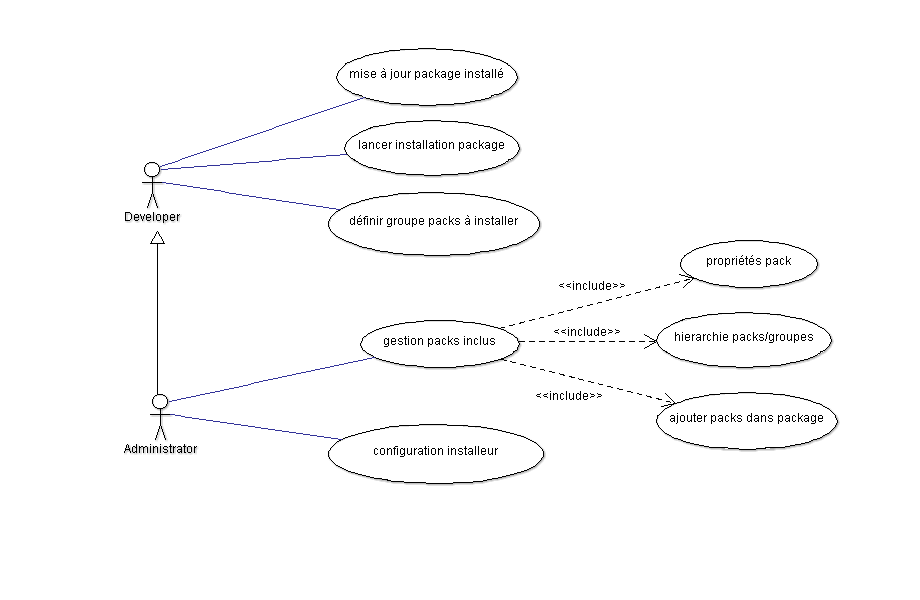 mise à jour package installé
lancer installation package
Developer
définir groupe packs à installer
propriétés pack
<<include>>
gestion packs inclus
<<include>>
hierarchie packs/groupes
<<include>>
ajouter packs dans package
Administrator
configuration installeur